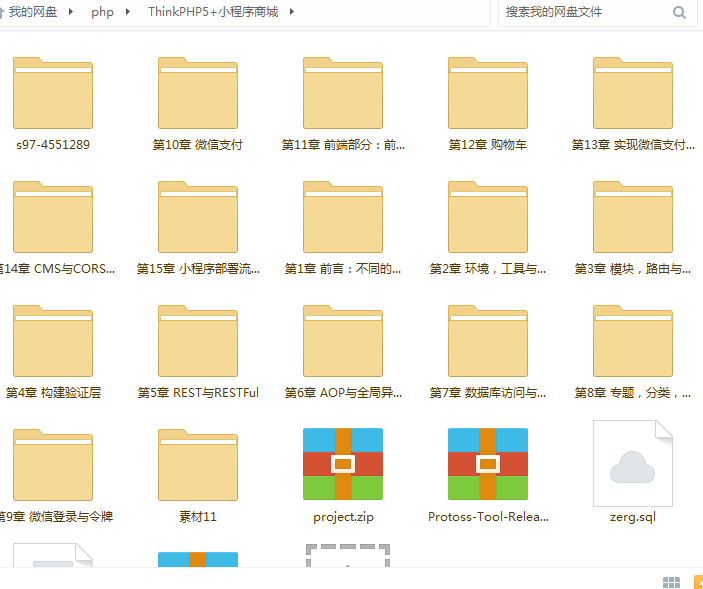 我的网盘 php ThinkPHP5+小程序商城 搜索我的网盘文件
s97-4551289 第10章 微信支付 第11章 前端部分：前... 第12章 购物车 第13章 实现微信支付...
第14章 CMS与CORS... 第15章 小程序部署流... 第1章 前言：不同的... 第2章 环境，工具与... 第3章 模块，路由与...
第4章 构建验证层 第5章 REST与RESTFul 第6章 AOP与全局异... 第7章 数据库访问与... 第8章 专题，分类，...
第9章 微信登录与令牌 素材11 project.zip Protoss-Tool-Relea... zerg.sql